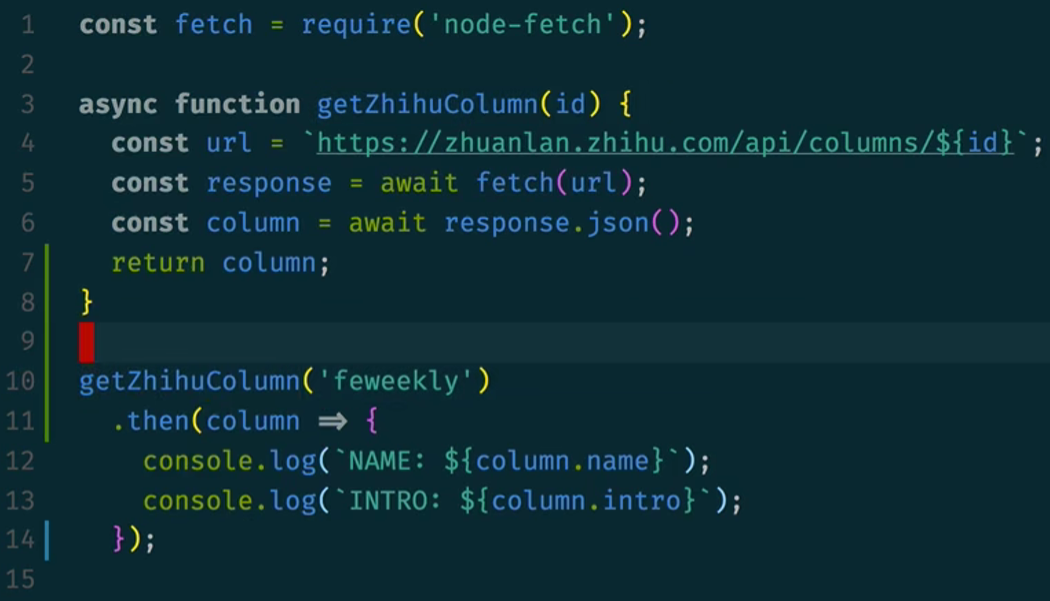 1 const fetch = require('node-fetch');
2
3 async function getZhihuColumn(id) {
4 const url = `https://zhuanlan.zhihu.com/api/columns/${id}`;
5 const response = await fetch(url);
6 const column = await response.json();
7 return column;
8 }
9
10 getZhihuColumn('feweekly')
11 .then(column => {
12 console.log(`NAME: ${column.name}`);
13 console.log(`INTRO: ${column.intro}`);
14 });
15